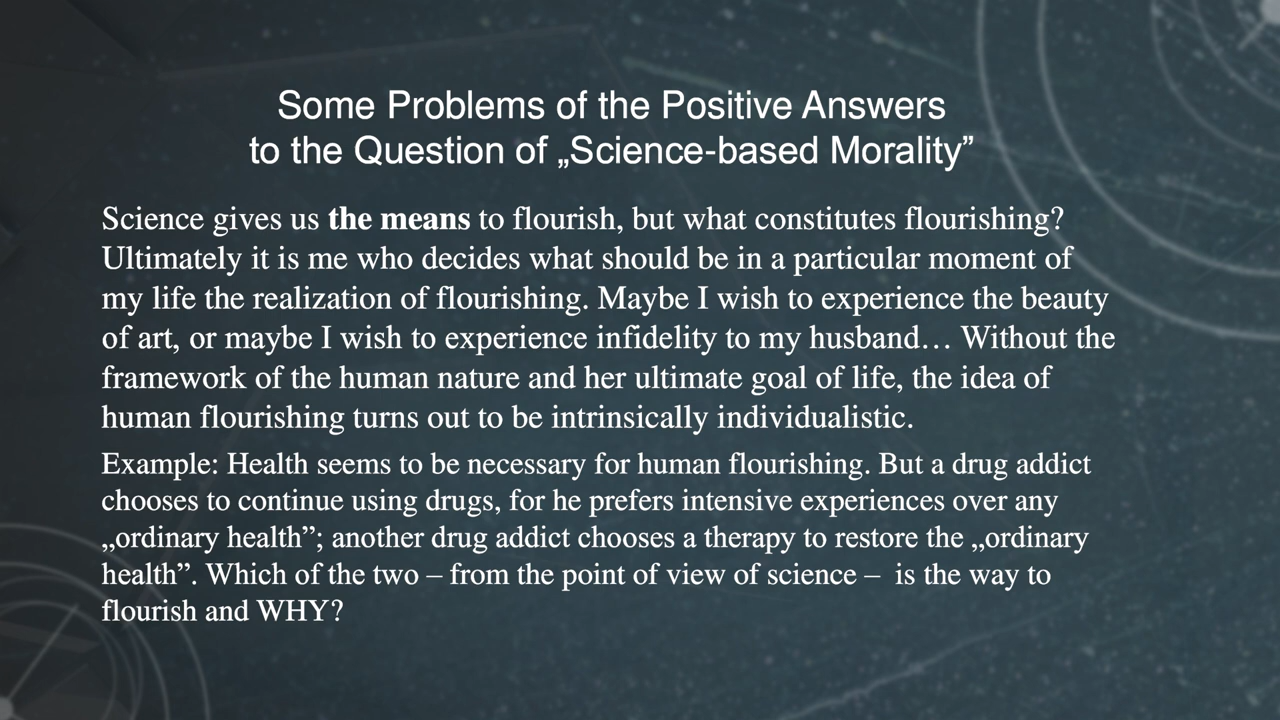 Some Problems of the Positive Answers
to the Question of „Science-based Morality”
Science gives us the means to flourish, but what constitutes flourishing?
Ultimately it is me who decides what should be in a particular moment of
my life the realization of flourishing. Maybe I wish to experience the beauty
of art, or maybe I wish to experience infidelity to my husband… Without the
framework of the human nature and her ultimate goal of life, the idea of
human flourishing turns out to be intrinsically individualistic.
Example: Health seems to be necessary for human flourishing. But a drug addict
chooses to continue using drugs, for he prefers intensive experiences over any
„ordinary health”; another drug addict chooses a therapy to restore the „ordinary
health”. Which of the two – from the point of view of science –  is the way to
flourish and WHY?